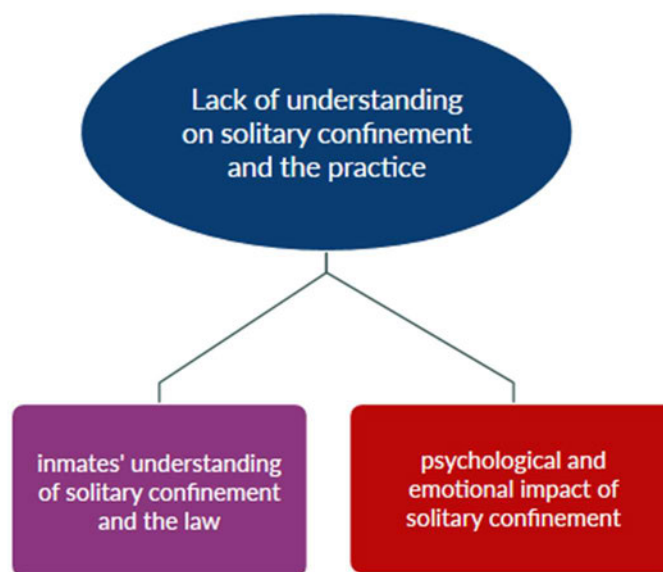 Lack of understanding
on solitary confinement
and the practice
inmates' understanding
of solitary confinement
and the law
psychological and
emotional impact of
solitary confinement